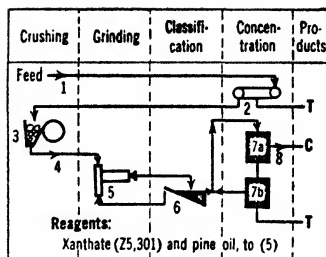 Crushing Grinding Classifi- cation Concen- tration Pro- ducts
Feed
1
2
T
3
4
5
6
7a
8
C
7b
T
Reagents:
Xanthate (Z5,301) and pine oil, to (5)